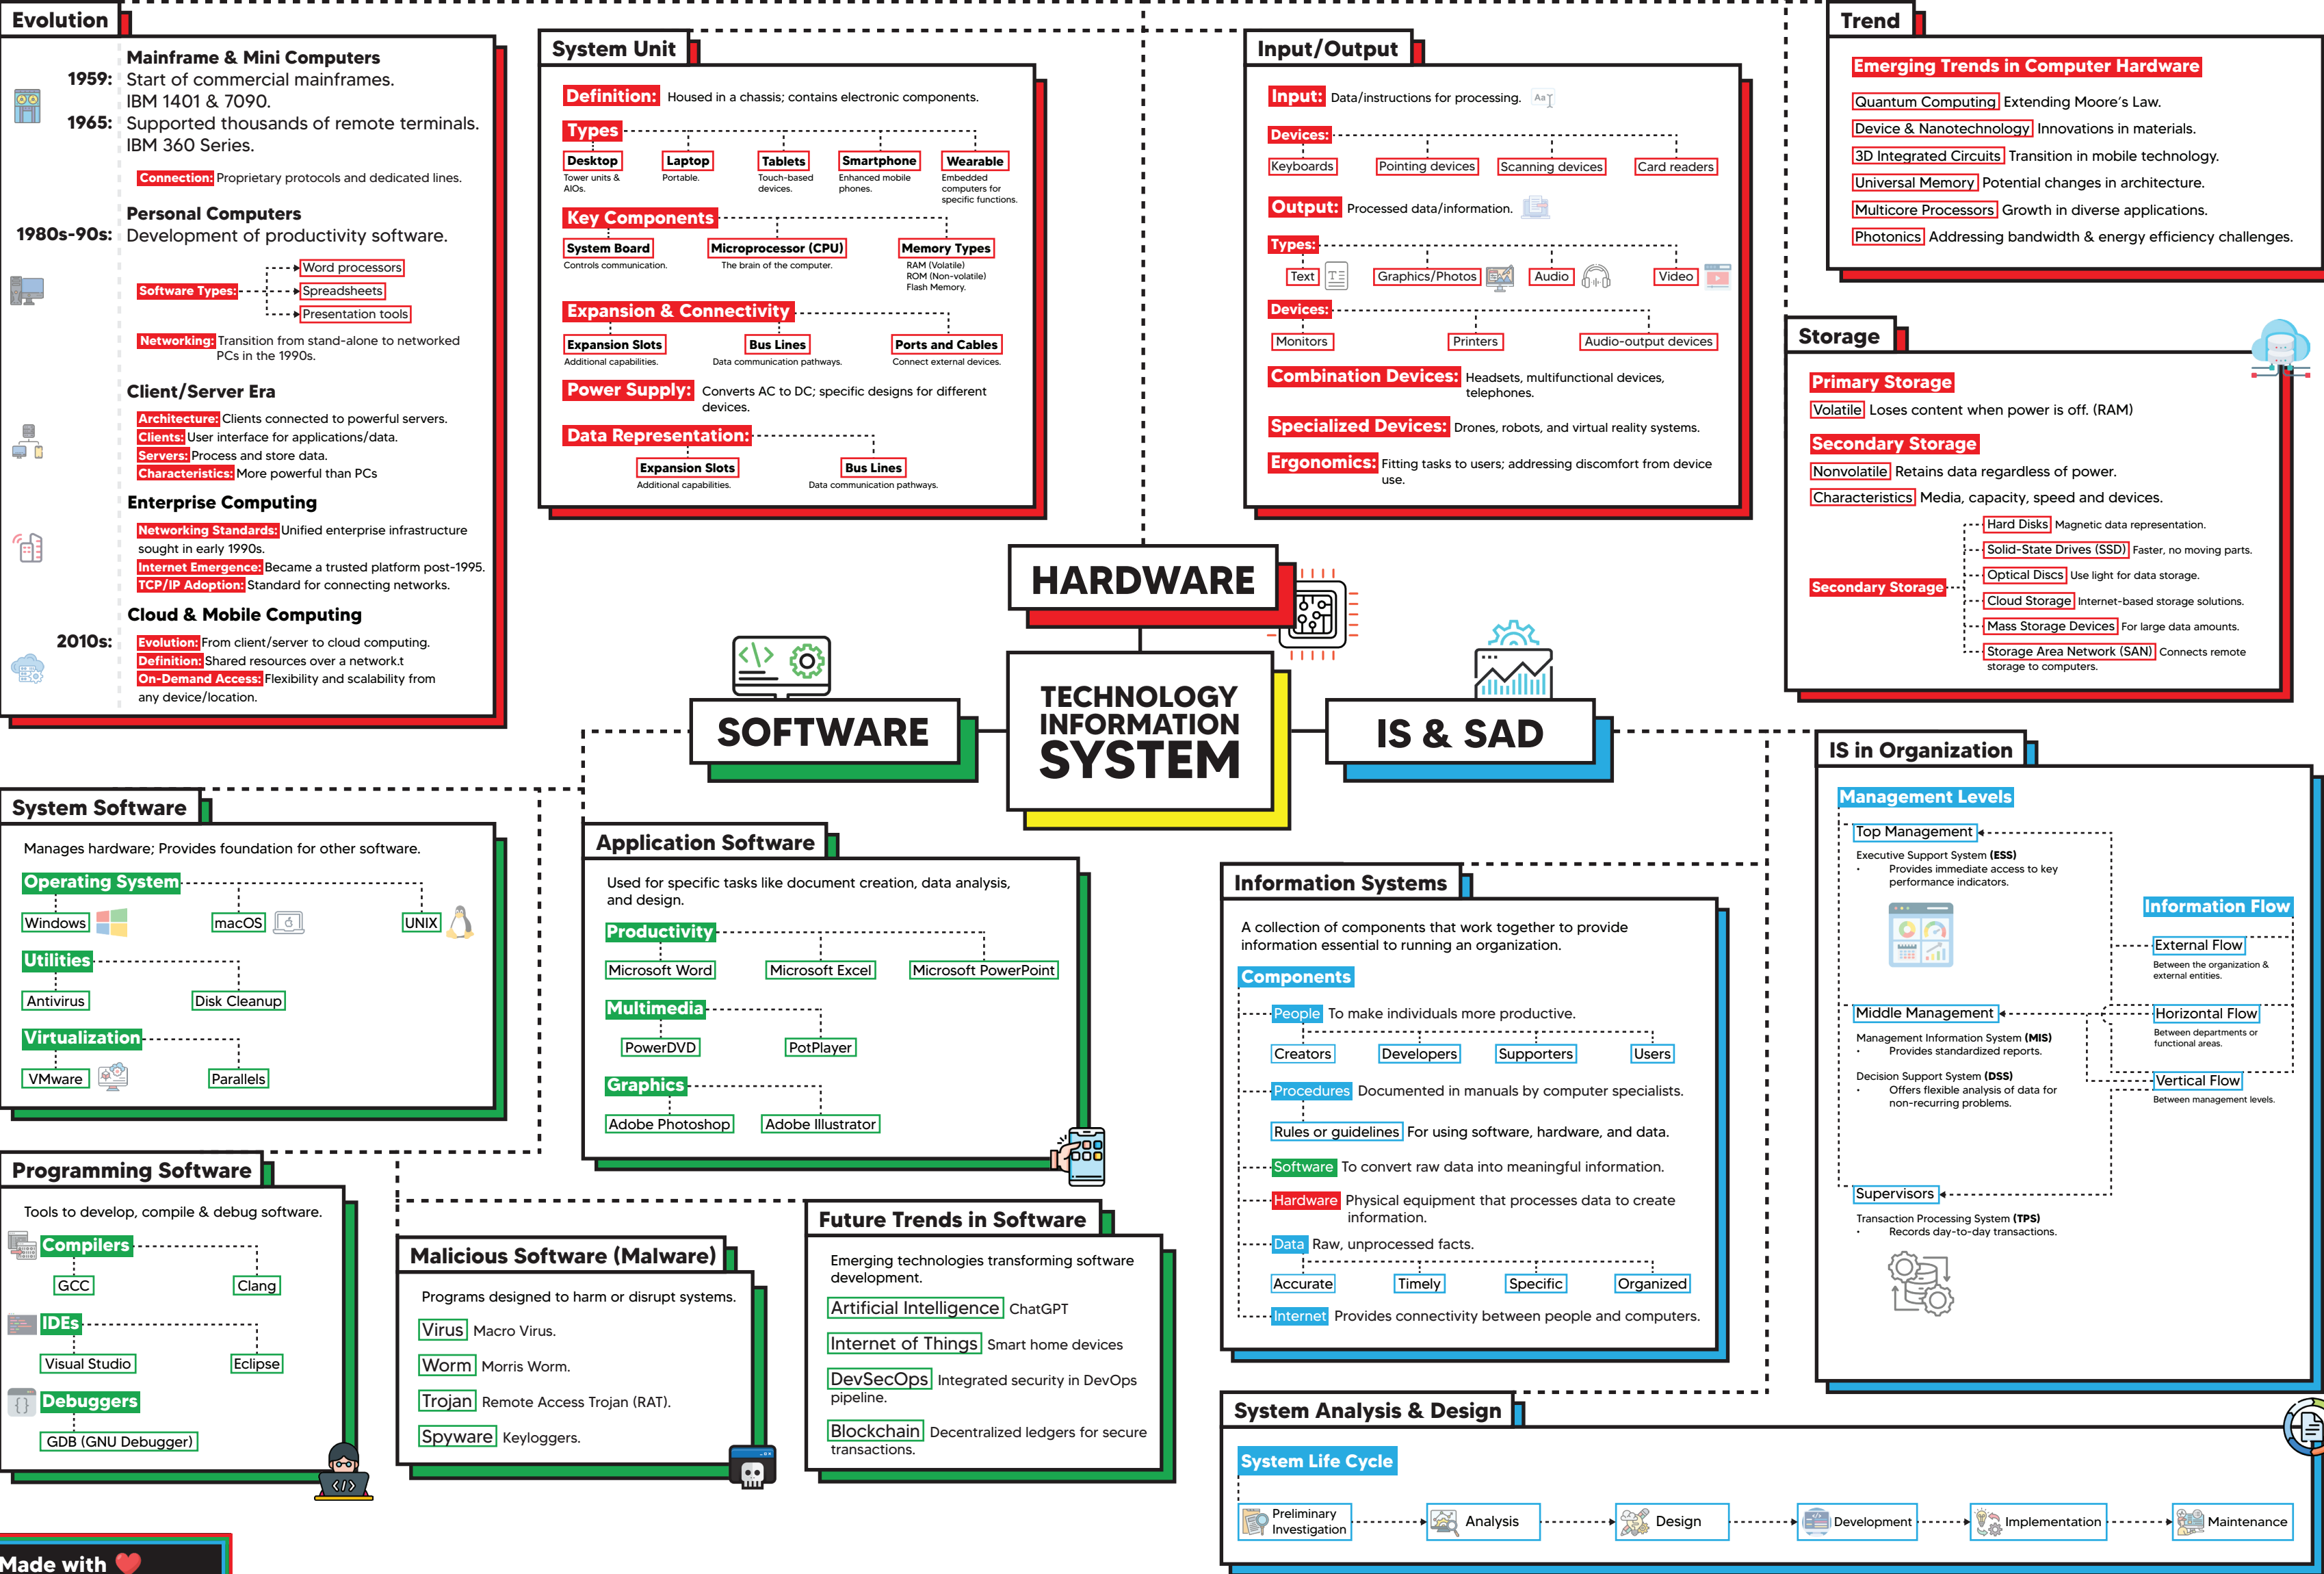 Evolution
Mainframe & Mini Computers
1959: Start of commercial mainframes.
IBM 1401 & 7090.
1965: Supported thousands of remote terminals.
IBM 360 Series.
Connection: Proprietary protocols and dedicated lines.
Personal Computers
1980s-90s: Development of productivity software.
Software Types:
Word processors
Spreadsheets
Presentation tools
Networking: Transition from stand-alone to networked
PCs in the 1990s.
Client/Server Era
Architecture: Clients connected to powerful servers.
Clients: User interface for applications/data.
Servers: Process and store data.
Characteristics: More powerful than PCs
Enterprise Computing
Networking Standards: Unified enterprise infrastructure
sought in early 1990s.
Internet Emergence: Became a trusted platform post-1995.
TCP/IP Adoption: Standard for connecting networks.
Cloud & Mobile Computing
2010s: Evolution: From client/server to cloud computing.
Definition: Shared resources over a network.t
On-Demand Access: Flexibility and scalability from
any device/location.
System Unit
Definition: Housed in a chassis; contains electronic components.
Types
Desktop Laptop Tablets Smartphone Wearable
Tower units & Portable. Touch-based Enhanced mobile Embedded
AIOs. devices. phones. computers for
specific functions.
Key Components
System Board Microprocessor (CPU) Memory Types
Controls communication. The brain of the computer. RAM (Volatile)
ROM (Non-volatile)
Flash Memory.
Expansion & Connectivity
Expansion Slots Bus Lines Ports and Cables
Additional capabilities. Data communication pathways. Connect external devices.
Power Supply: Converts AC to DC; specific designs for different
devices.
Data Representation:
Expansion Slots Bus Lines
Additional capabilities. Data communication pathways.
Input/Output
Input: Data/instructions for processing. Aa
Devices:
Keyboards Pointing devices Scanning devices Card readers
Output: Processed data/information.
Types:
Text Graphics/Photos Audio Video
Devices:
Monitors Printers Audio-output devices
Combination Devices: Headsets, multifunctional devices,
telephones.
Specialized Devices: Drones, robots, and virtual reality systems.
Ergonomics: Fitting tasks to users; addressing discomfort from device
use.
Trend
Emerging Trends in Computer Hardware
Quantum Computing Extending Moore's Law.
Device & Nanotechnology Innovations in materials.
3D Integrated Circuits Transition in mobile technology.
Universal Memory Potential changes in architecture.
Multicore Processors Growth in diverse applications.
Photonics Addressing bandwidth & energy efficiency challenges.
Storage
Primary Storage
Volatile Loses content when power is off. (RAM)
Secondary Storage
Nonvolatile Retains data regardless of power.
Characteristics Media, capacity, speed and devices.
Secondary Storage
Hard Disks Magnetic data representation.
Solid-State Drives (SSD) Faster, no moving parts.
Optical Discs Use light for data storage.
Cloud Storage Internet-based storage solutions.
Mass Storage Devices For large data amounts.
Storage Area Network (SAN) Connects remote
storage to computers.
HARDWARE
TECHNOLOGY
INFORMATION
SYSTEM
SOFTWARE
IS & SAD
System Software
Manages hardware; Provides foundation for other software.
Operating System
Windows macOS UNIX
Utilities
Antivirus Disk Cleanup
Virtualization
VMware Parallels
Application Software
Used for specific tasks like document creation, data analysis,
and design.
Productivity
Microsoft Word Microsoft Excel Microsoft PowerPoint
Multimedia
PowerDVD PotPlayer
Graphics
Adobe Photoshop Adobe Illustrator
Programming Software
Tools to develop, compile & debug software.
Compilers
GCC Clang
IDEs
Visual Studio Eclipse
Debuggers
GDB (GNU Debugger)
Malicious Software (Malware)
Programs designed to harm or disrupt systems.
Virus Macro Virus.
Worm Morris Worm.
Trojan Remote Access Trojan (RAT).
Spyware Keyloggers.
Future Trends in Software
Emerging technologies transforming software
development.
Artificial Intelligence ChatGPT
Internet of Things Smart home devices
DevSecOps Integrated security in DevOps
pipeline.
Blockchain Decentralized ledgers for secure
transactions.
Information Systems
A collection of components that work together to provide
information essential to running an organization.
Components
People To make individuals more productive.
Creators Developers Supporters Users
Procedures Documented in manuals by computer specialists.
Rules or guidelines For using software, hardware, and data.
Software To convert raw data into meaningful information.
Hardware Physical equipment that processes data to create
information.
Data Raw, unprocessed facts.
Accurate Timely Specific Organized
Internet Provides connectivity between people and computers.
IS in Organization
Management Levels
Top Management
Executive Support System (ESS)
• Provides immediate access to key
performance indicators.
Middle Management
Management Information System (MIS)
• Provides standardized reports.
Decision Support System (DSS)
• Offers flexible analysis of data for
non-recurring problems.
Supervisors
Transaction Processing System (TPS)
• Records day-to-day transactions.
Information Flow
External Flow
Between the organization &
external entities.
Horizontal Flow
Between departments or
functional areas.
Vertical Flow
Between management levels.
System Analysis & Design
System Life Cycle
Preliminary
Investigation
Analysis
Design
Development
Implementation
Maintenance
Made with ❤️